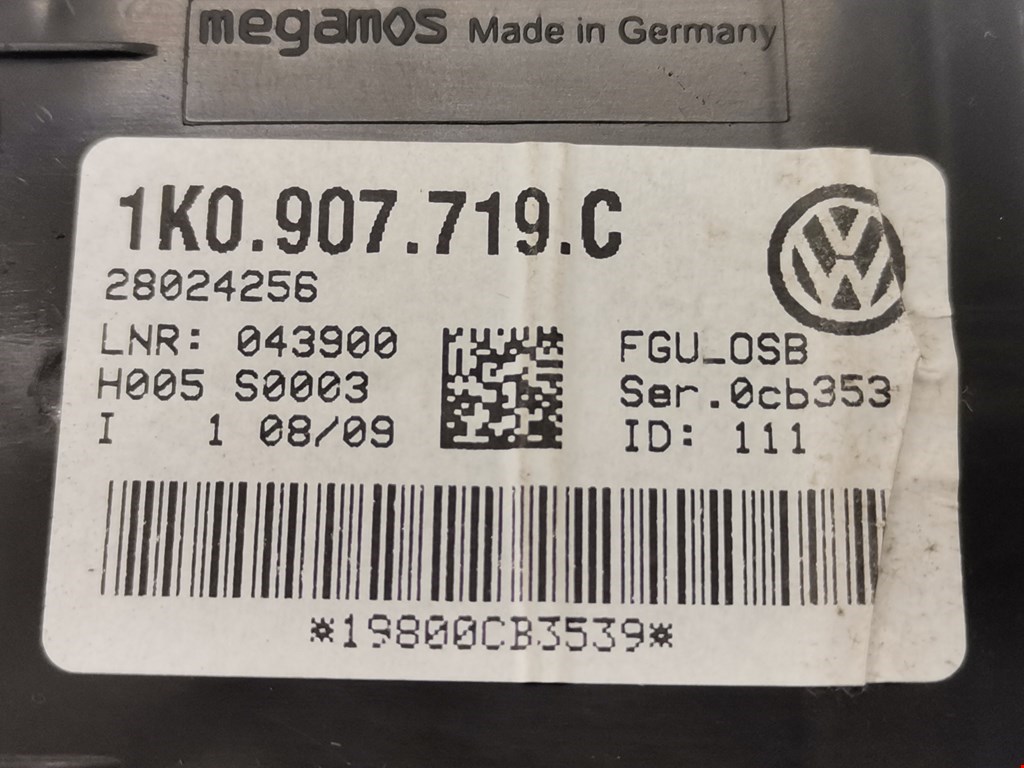 megamos Made in Germany
1K0.907.719.C
28024256
LNR: 043900
H005 S0003
I 1 08/09
FGU_OSB
Ser.0cb353
ID: 111
*19800CB3539*